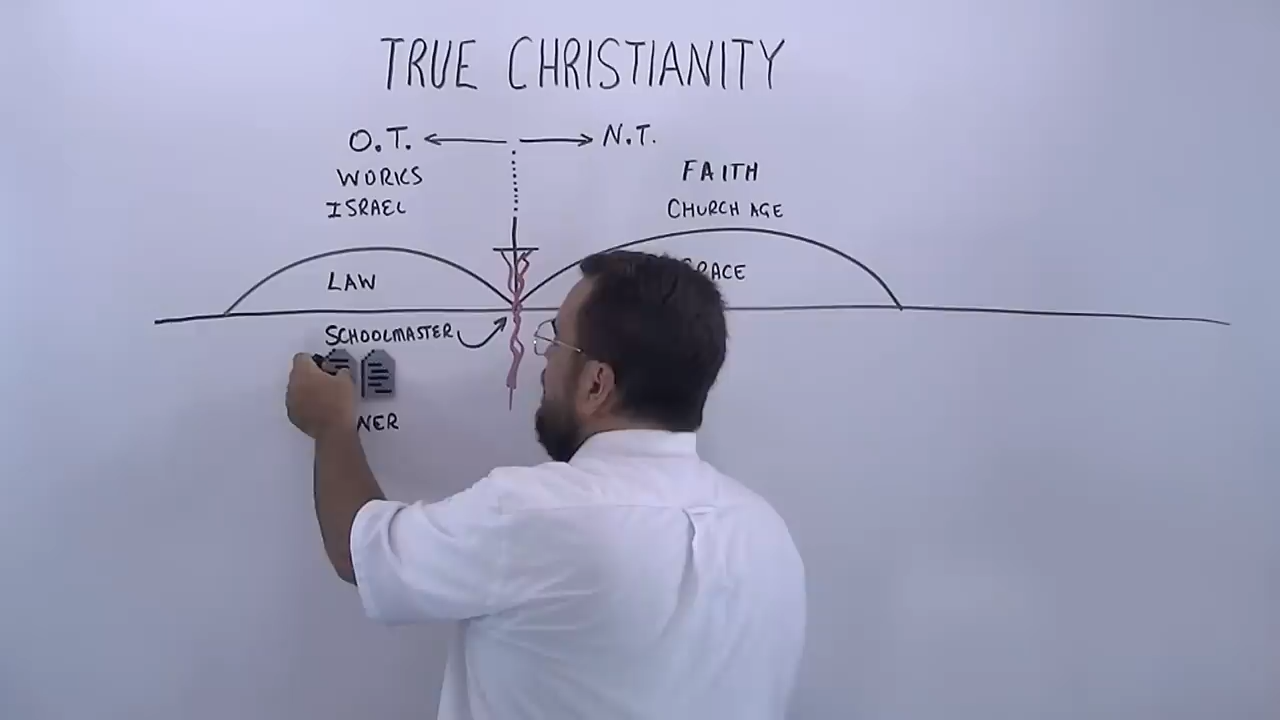 TRUE CHRISTIANITY
O.T. N.T.
WORKS
ISRAEL
FAITH
CHURCH AGE
LAW
SCHOOLMASTER